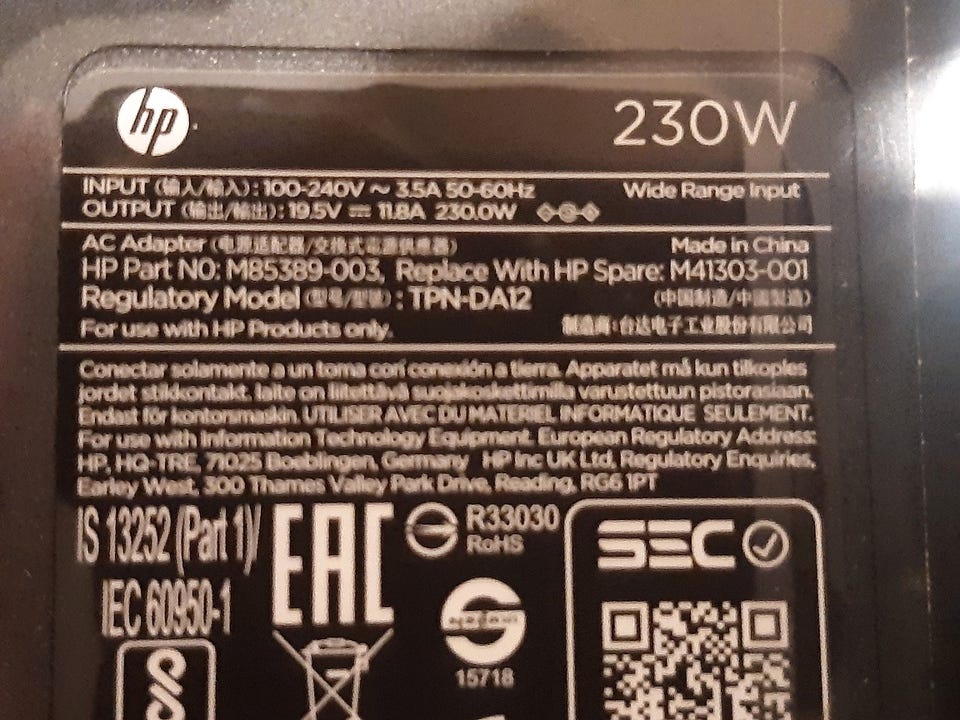 hp
230W
INPUT (输入/輸入) : 100-240V ~ 3.5A 50-60Hz Wide Range Input
OUTPUT (输出/輸出) : 19.5V ⎓ 11.8A 230.0W
AC Adapter (电源适配器/交換式電源供應器) Made in China
HP Part NO: M85389-003, Replace With HP Spare: M41303-001
Regulatory Model (型号/型號) : TPN-DA12 (中国制造/中國製造)
For use with HP Products only. 制造商:台达电子工业股份有限公司
Conectar solamente a un toma con conexión a tierra. Apparatet må kun tilkoples
jordet stikkontakt. laite on liitettävä suojakoskettimilla varustettuun pistorasiaan.
Endast för kontorsmaskin. UTILISER AVEC DU MATERIEL INFORMATIQUE SEULEMENT.
For use with Information Technology Equipment. European Regulatory Address:
HP, HQ-TRE, 71025 Boeblingen, Germany HP Inc UK Ltd, Regulatory Enquiries,
Earley West, 300 Thames Valley Park Drive, Reading, RG6 1PT
IS 13252 (Part 1)/
IEC 60950-1
EAC
R33030
RoHS
SEC
15718